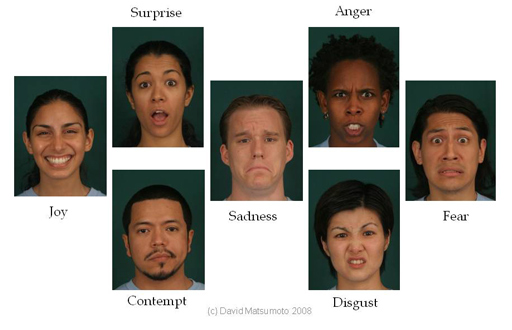 Surprise
Anger
Joy
Sadness
Fear
Contempt
Disgust
(c) David Matsumoto 2008